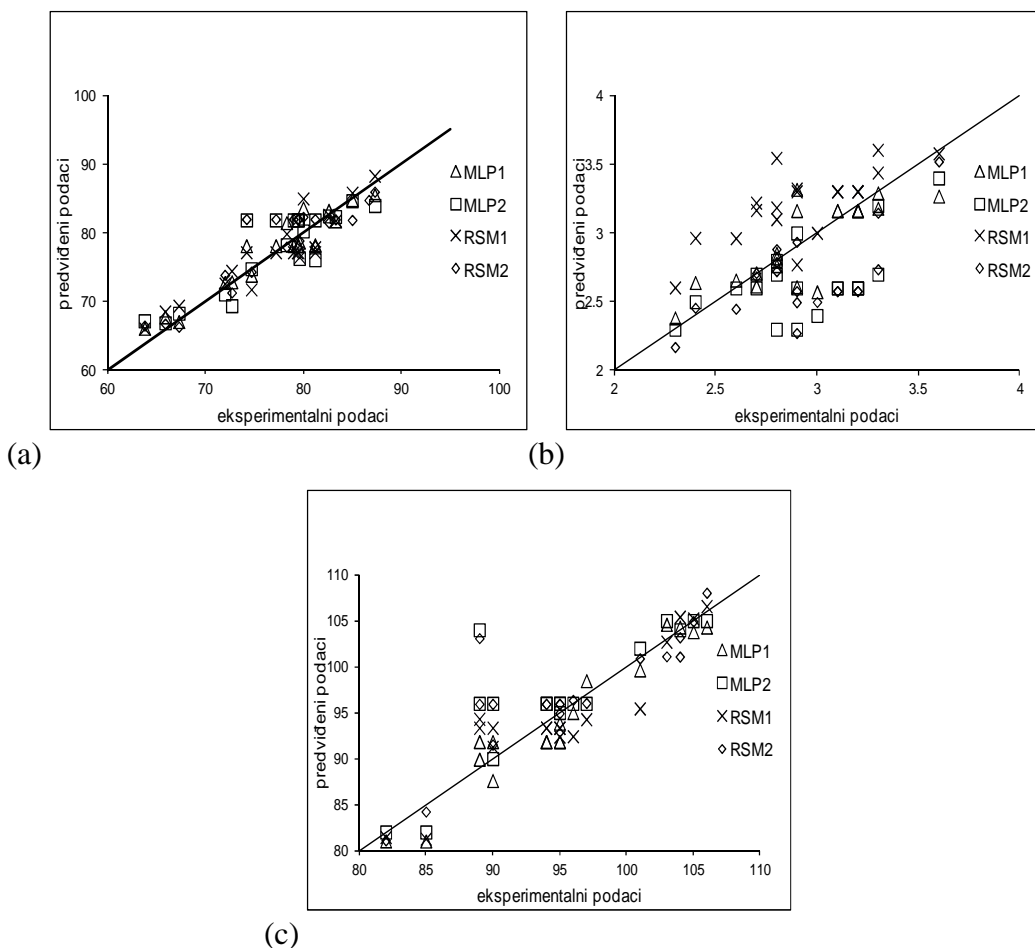 100
90
80
70
60
predviđeni podaci
60
70
80
90
100
eksperimentalni podaci
MLP1
MLP2
RSM1
RSM2
(a)
4
3.5
3
2.5
2
predviđeni podaci
2
2.5
3
3.5
4
eksperimentalni podaci
MLP1
MLP2
RSM1
RSM2
(b)
110
105
100
95
90
85
80
predviđeni podaci
80
85
90
95
100
105
110
eksperimentalni podaci
MLP1
MLP2
RSM1
RSM2
(c)